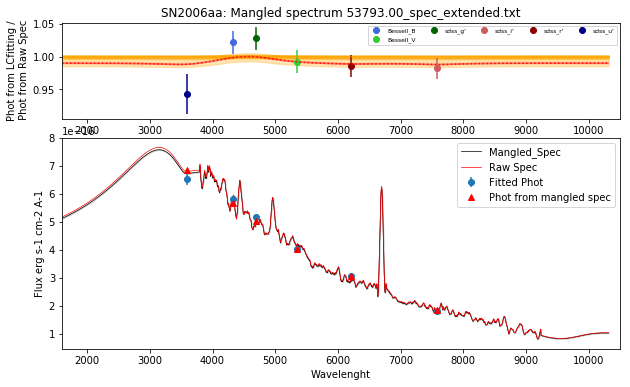 SN2006aa: Mangled spectrum 53793.00_spec_extended.txt
Phot from LCfitting /
Phot from Raw Spec
1.05
1.00
0.95
Bessell_B
sdss_g'
sdss_i'
sdss_r'
sdss_u'
Bessell_V
2000 3000 4000 5000 6000 7000 8000 9000 10000
1e−16
Flux erg s-1 cm-2 A-1
8
7
6
5
4
3
2
1
Mangled_Spec
Raw Spec
Fitted Phot
Phot from mangled spec
2000 3000 4000 5000 6000 7000 8000 9000 10000
Wavelenght